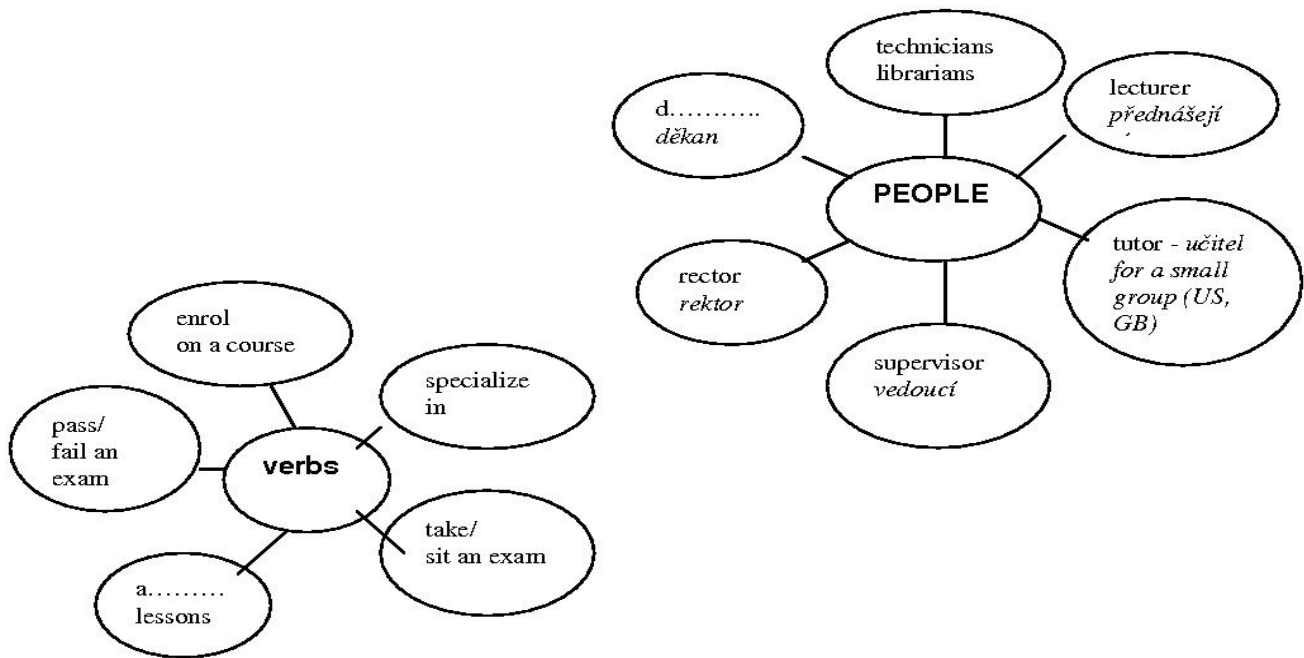 technicians
librarians
lecturer
přednášejí
d………..
děkan
PEOPLE
tutor - učitel
for a small
group (US,
GB)
rector
rektor
supervisor
vedoucí
enrol
on a course
specialize
in
pass/
fail an
exam
verbs
take/
sit an exam
a………
lessons